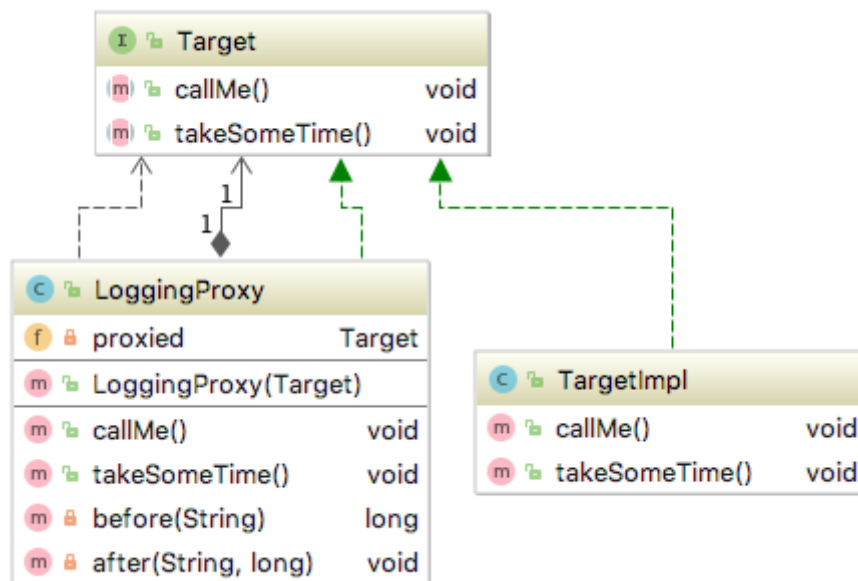 I Target
m callMe() void
m takeSomeTime() void
1
1
C LoggingProxy
f proxied Target
m LoggingProxy(Target)
m callMe() void
m takeSomeTime() void
m before(String) long
m after(String, long) void
C TargetImpl
m callMe() void
m takeSomeTime() void